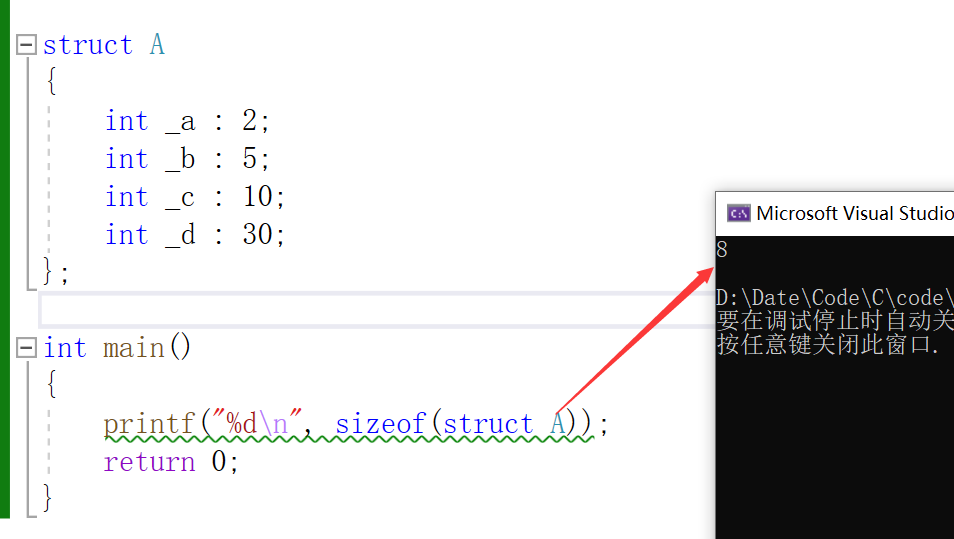 struct A
{
int _a : 2;
int _b : 5;
int _c : 10;
int _d : 30;
};
int main()
{
printf("%d\n", sizeof(struct A));
return 0;
}
Microsoft Visual Studio
8
D:\Date\Code\C\code\
要在调试停止时自动关
按任意键关闭此窗口.